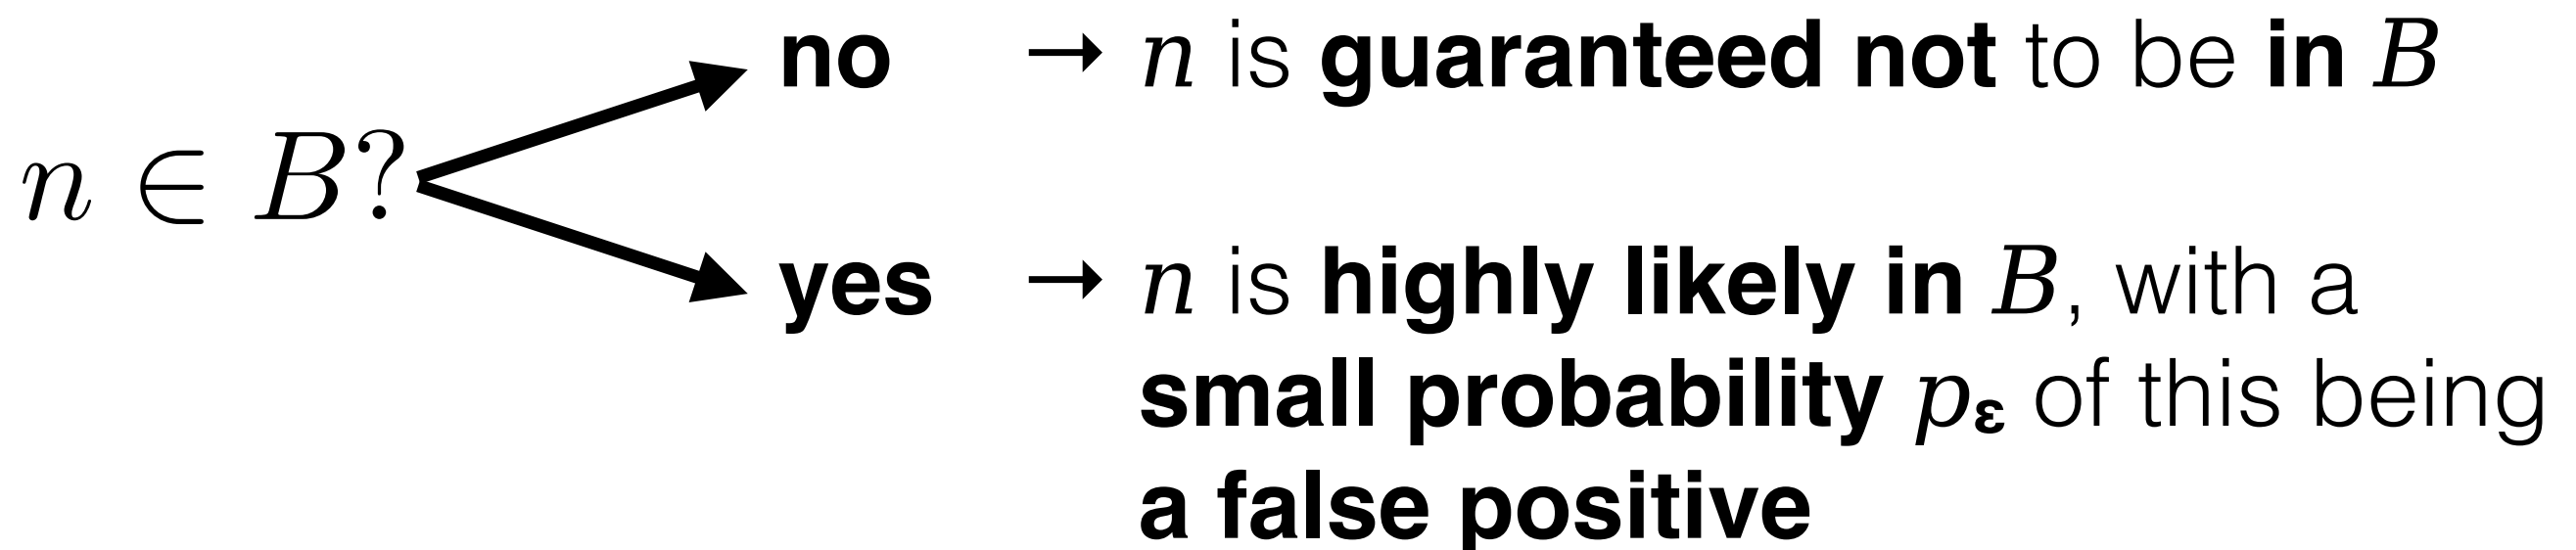 n ∈ B?
no → n is guaranteed not to be in B
yes → n is highly likely in B, with a
small probability pε of this being
a false positive